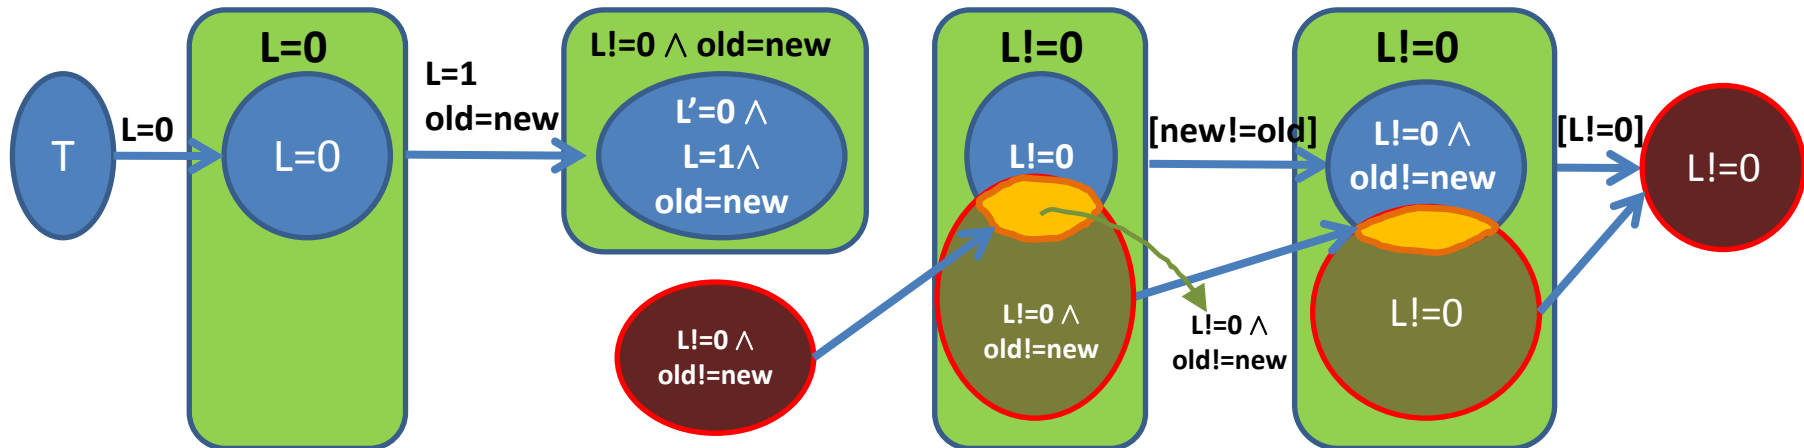 T
L=0
L=0
L=0
L=1
old=new
L!=0 ∧ old=new
L’=0 ∧
L=1∧
old=new
L!=0 ∧
old!=new
L!=0
L!=0
L!=0 ∧
old!=new
[new!=old]
L!=0 ∧
old!=new
L!=0
L!=0 ∧
old!=new
L!=0
[L!=0]
L!=0